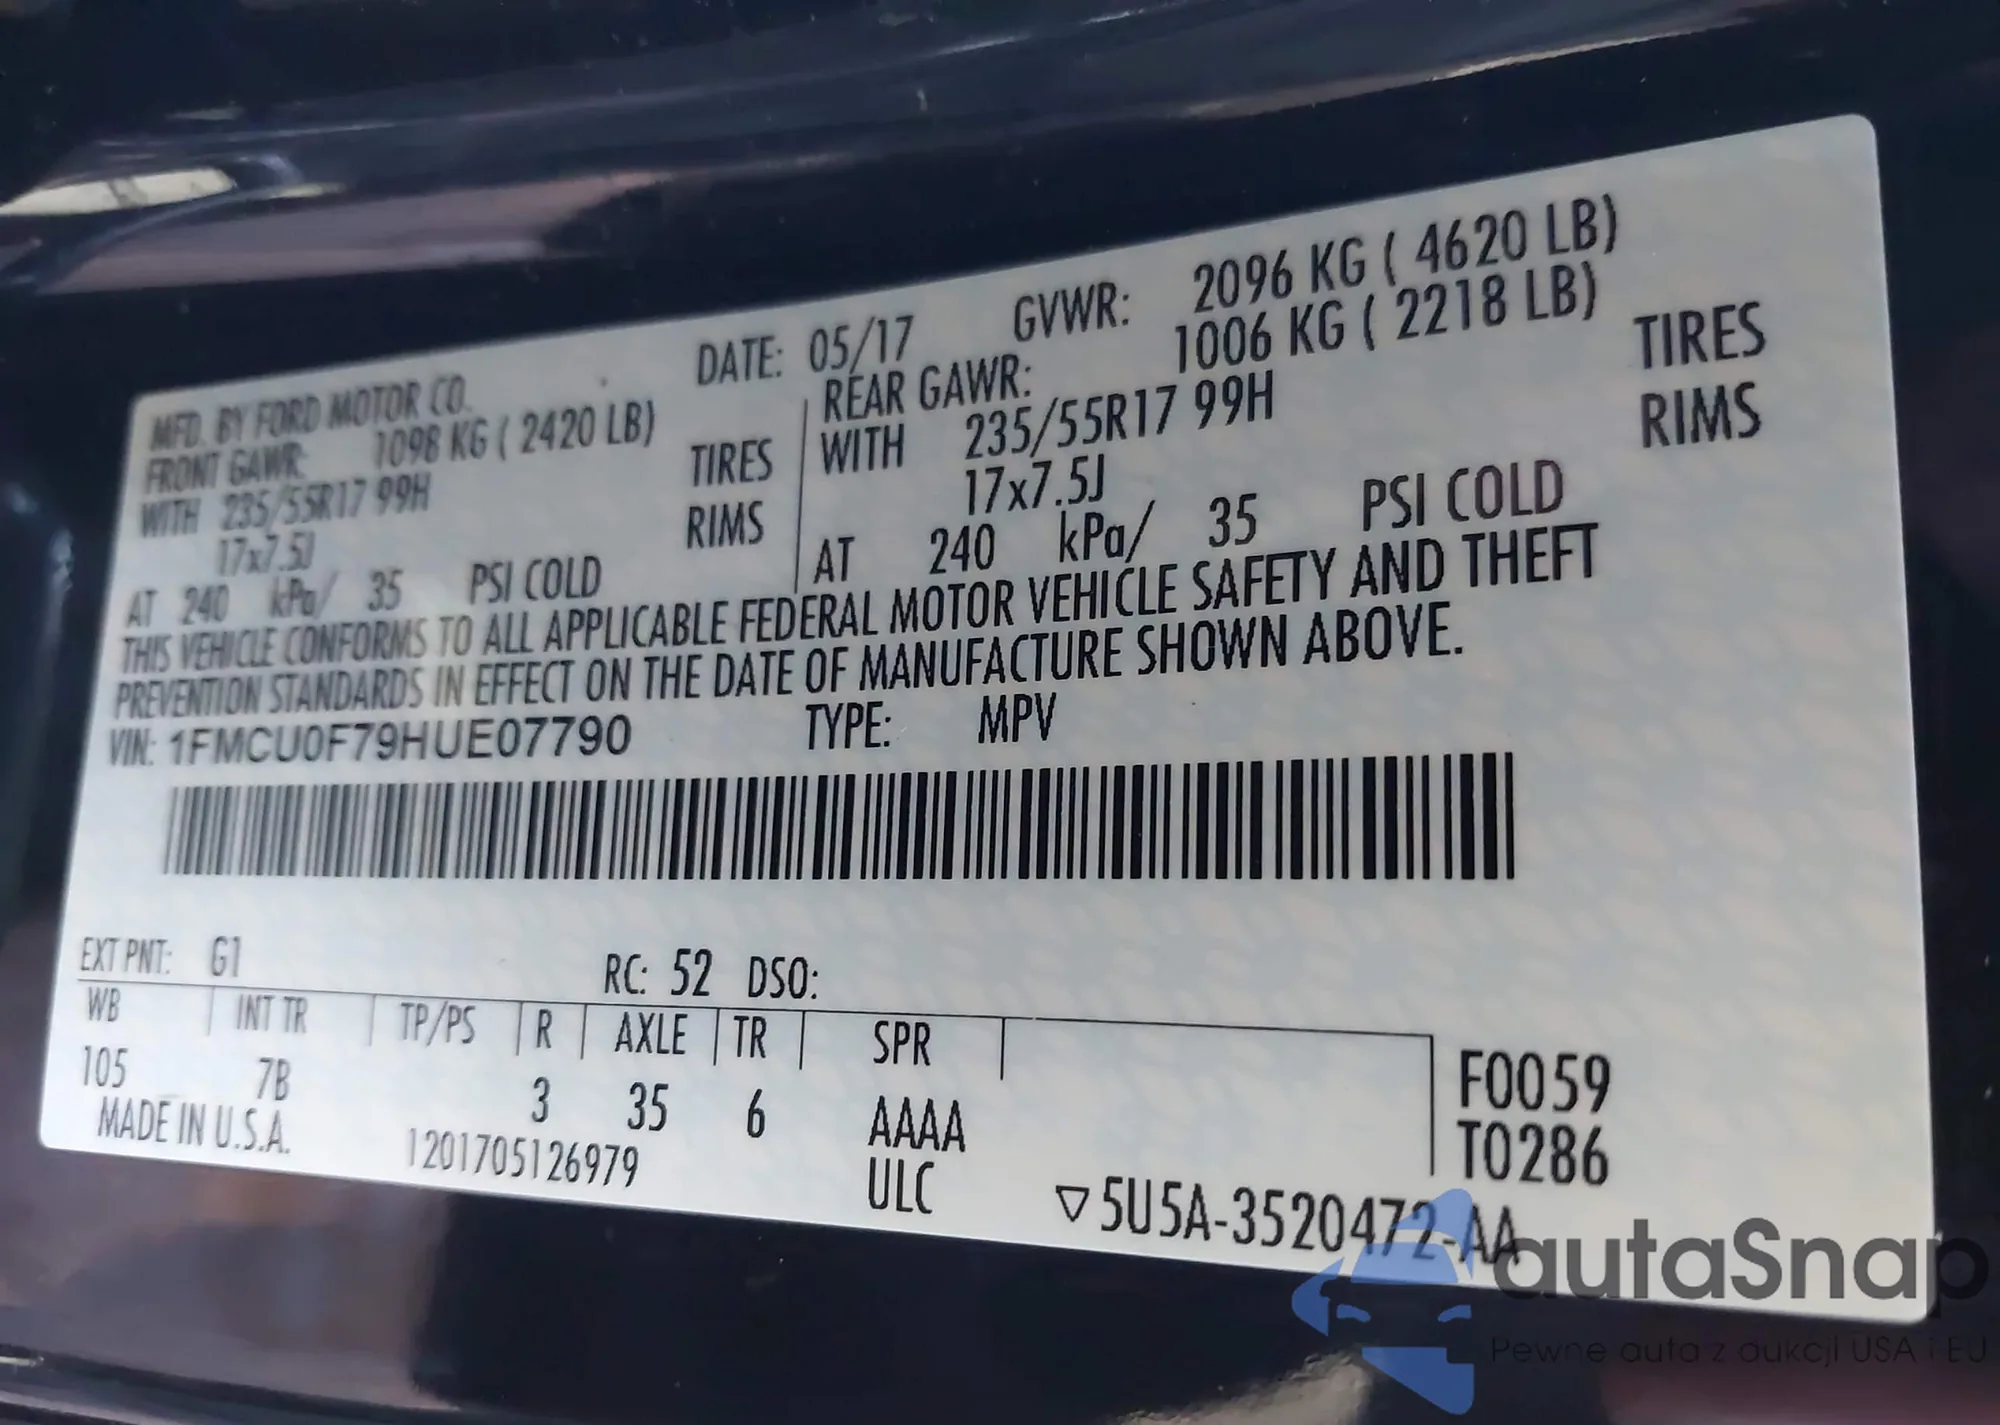 MFD. BY FORD MOTOR CO. DATE: 05/17 GVWR: 2096 KG ( 4620 LB)
FRONT GAWR: 1098 KG ( 2420 LB) REAR GAWR: 1006 KG ( 2218 LB)
WITH 235/55R17 99H TIRES WITH 235/55R17 99H TIRES
17x7.5J RIMS 17x7.5J RIMS
AT 240 kPa/ 35 PSI COLD AT 240 kPa/ 35 PSI COLD
THIS VEHICLE CONFORMS TO ALL APPLICABLE FEDERAL MOTOR VEHICLE SAFETY AND THEFT
PREVENTION STANDARDS IN EFFECT ON THE DATE OF MANUFACTURE SHOWN ABOVE.
VIN: 1FMCU0F79HUE07790 TYPE: MPV
EXT PNT: G1 RC: 52 DSO:
WB INT TR TP/PS R AXLE TR SPR
105 7B 3 35 6 AAAA F0059
MADE IN U.S.A. 1201705126979 ULC T0286
▽5U5A-3520472-AA
autaSnap
Pewne auta z aukcji USA i EU